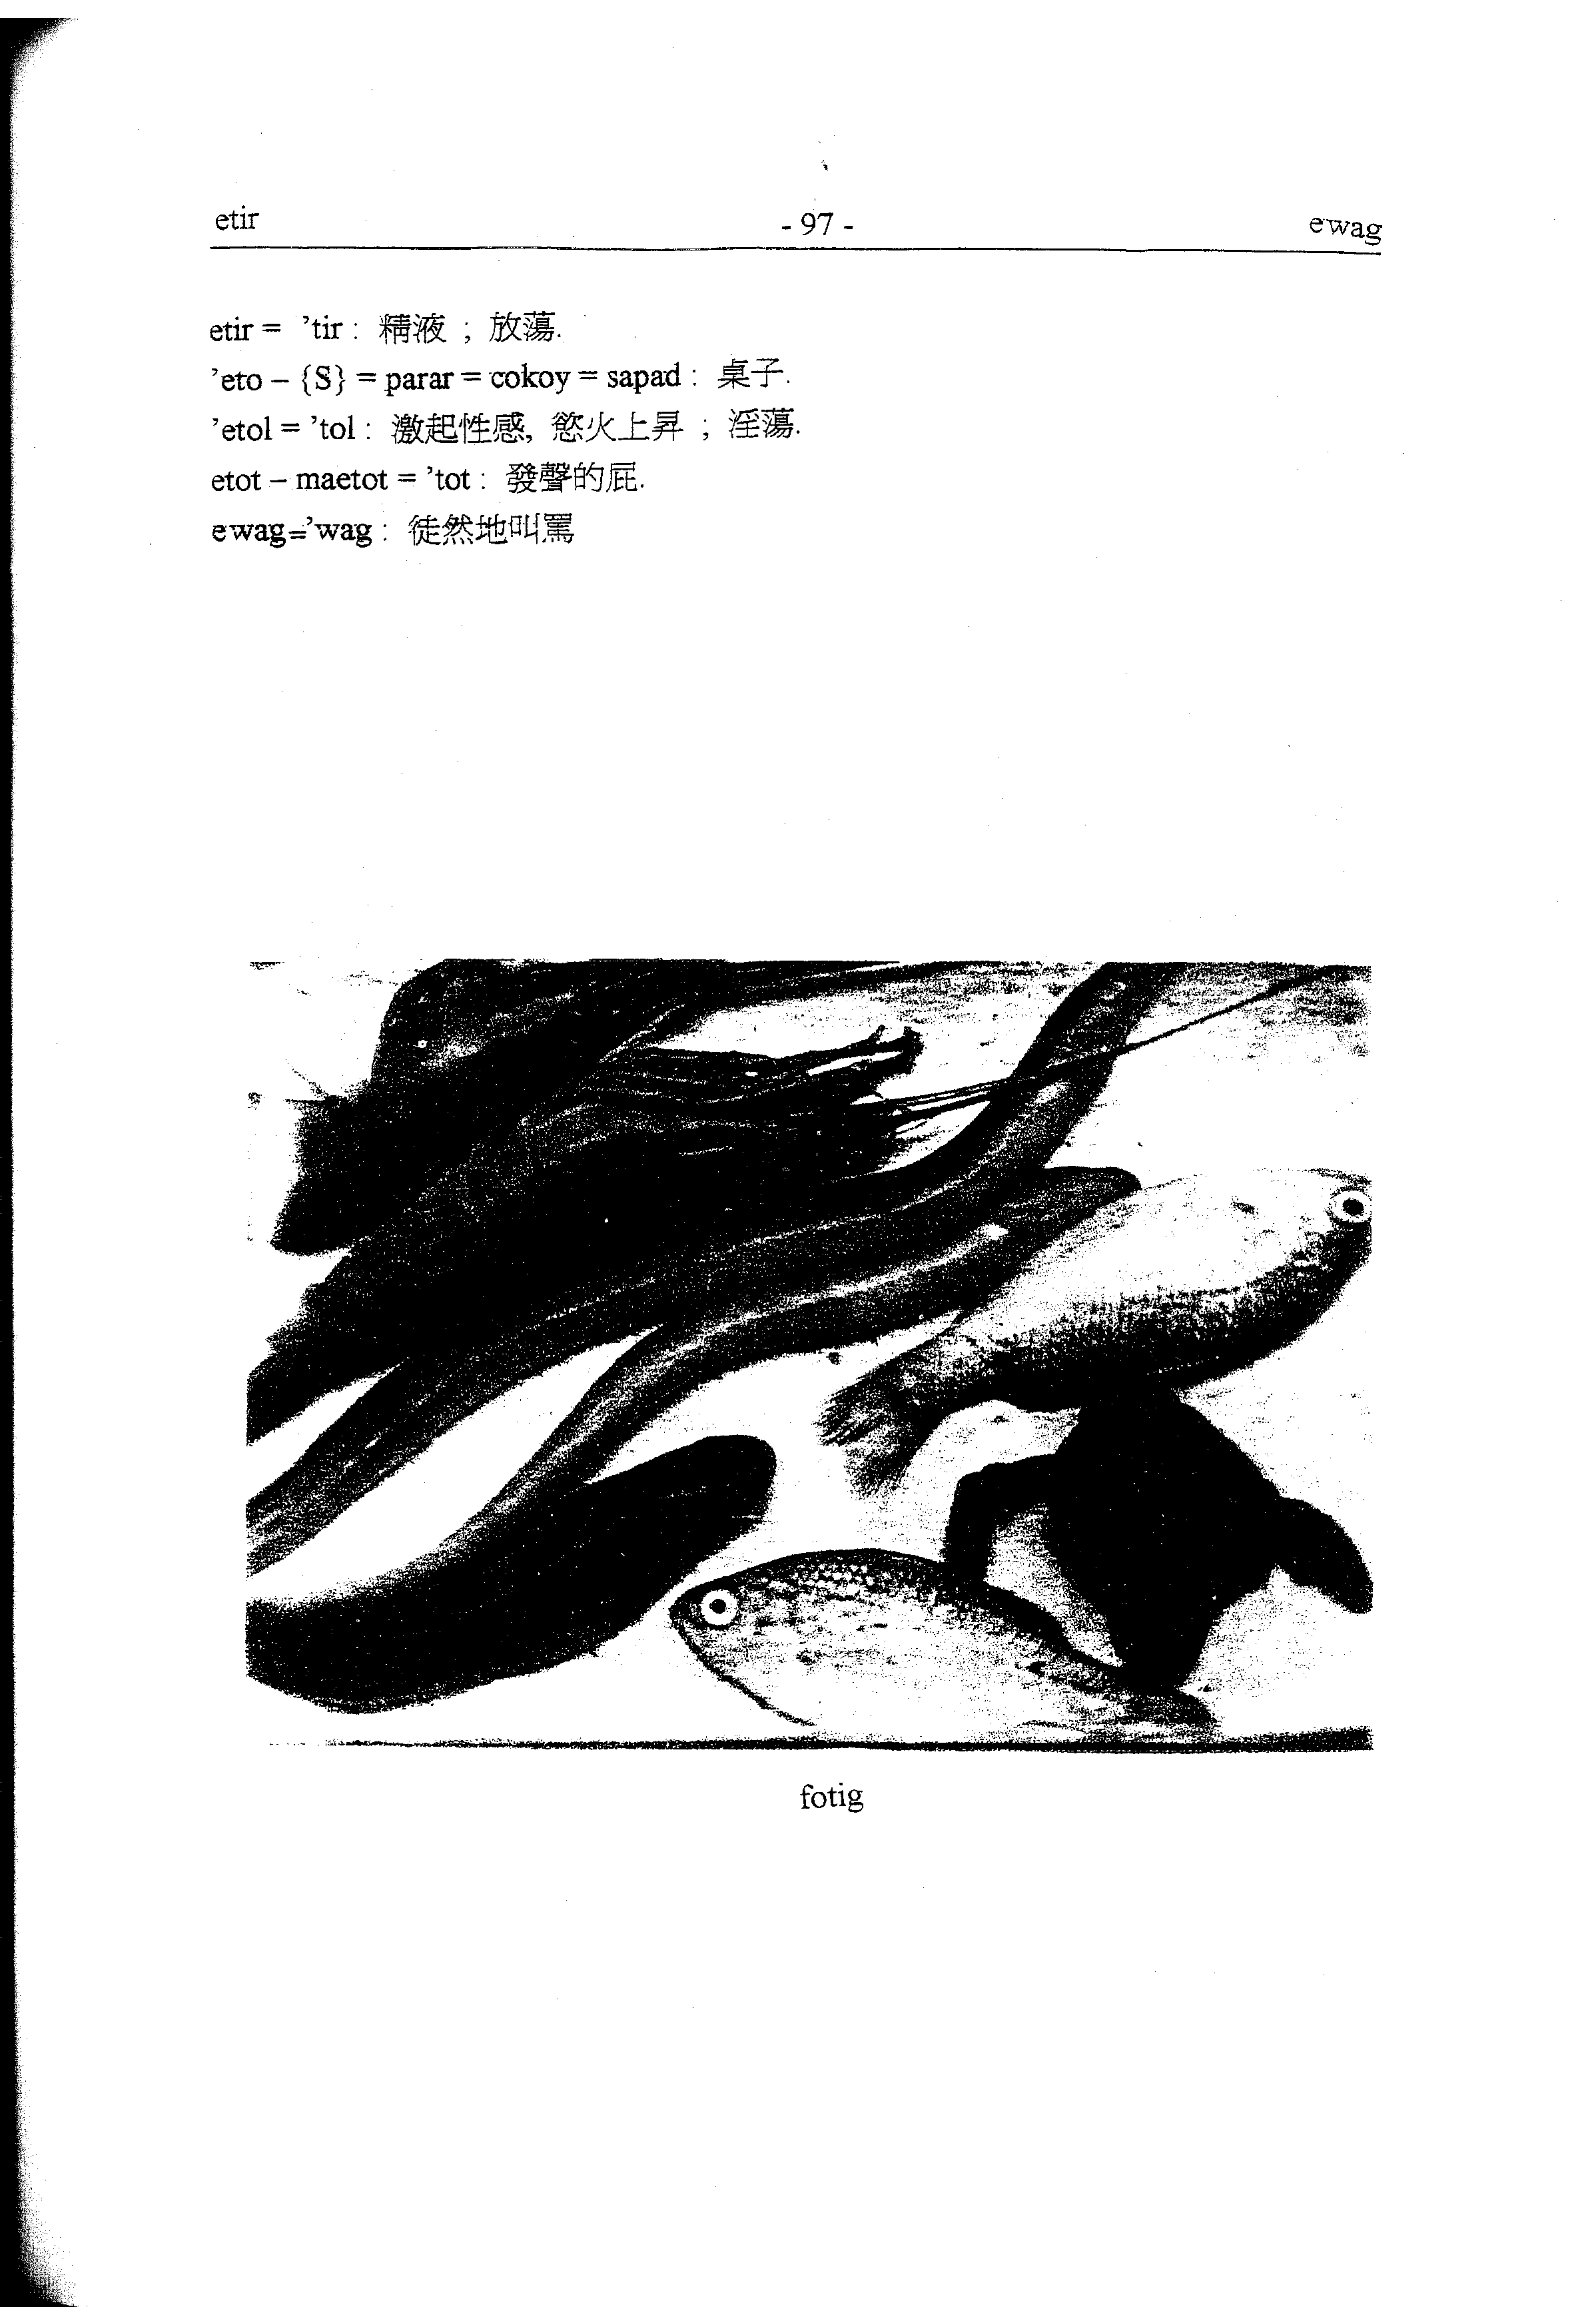 etir - 97 - ewag
etir = ’tir : 精液 ; 放蕩.
’eto – {S} = parar = cokoy = sapad : 桌子.
’etol = ’tol : 激起性感, 慾火上昇 ; 淫蕩.
etot – maetot = ’tot : 發聲的屁.
ewag=’wag : 徒然地叫罵
fotig